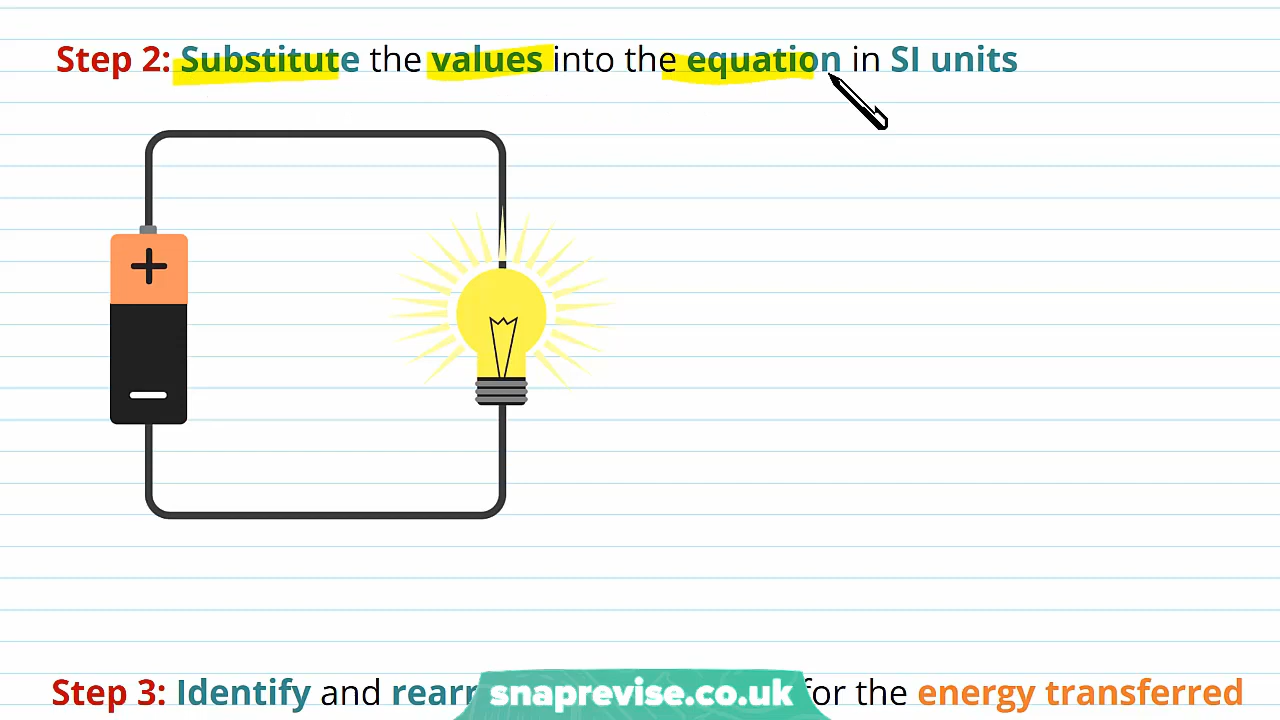 Step 2: Substitute the values into the equation in SI units
+
−
Step 3: Identify and rearr for the energy transferred
snaprevise.co.uk